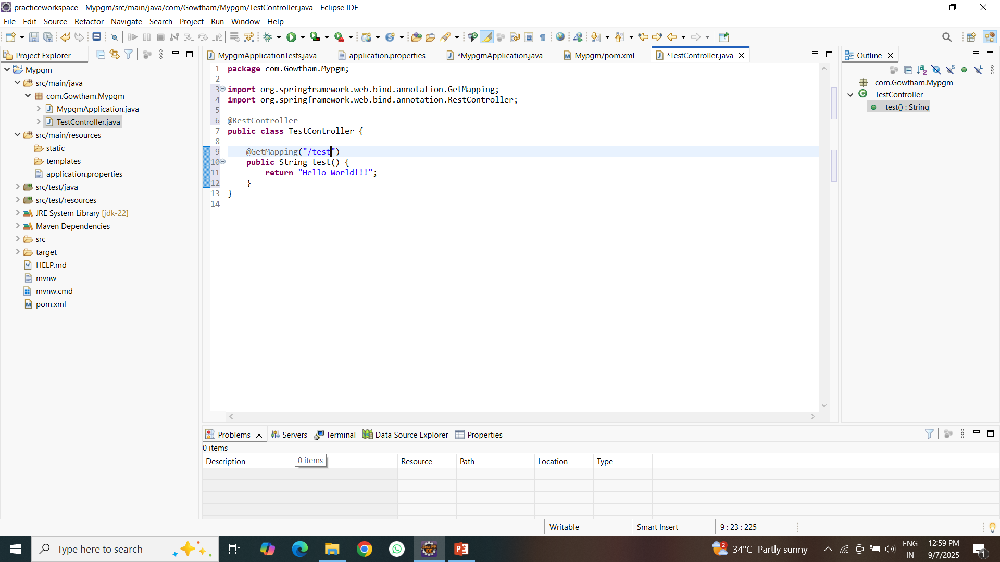 practiceworkspace - Mypgm/src/main/java/com/Gowtham/Mypgm/TestController.java - Eclipse IDE
File Edit Source Refactor Navigate Search Project Run Window Help
Project Explorer
Mypgm
src/main/java
com.Gowtham.Mypgm
MypgmApplication.java
TestController.java
src/main/resources
static
templates
application.properties
src/test/java
src/test/resources
JRE System Library [jdk-22]
Maven Dependencies
src
target
HELP.md
mvnw
mvnw.cmd
pom.xml
MypgmApplicationTests.java application.properties *MypgmApplication.java Mypgm/pom.xml *TestController.java
1 package com.Gowtham.Mypgm;
2
3 import org.springframework.web.bind.annotation.GetMapping;
4 import org.springframework.web.bind.annotation.RestController;
5
6 @RestController
7 public class TestController {
8
9 @GetMapping("/test")
10 public String test() {
11 return "Hello World!!!";
12 }
13 }
14
Outline
com.Gowtham.Mypgm
TestController
test() : String
Problems Servers Terminal Data Source Explorer Properties
0 items
Description Resource Path Location Type
0 items
Writable Smart Insert 9 : 23 : 225
Type here to search
2 34°C Partly sunny
ENG
IN
12:59 PM
9/7/2025
1